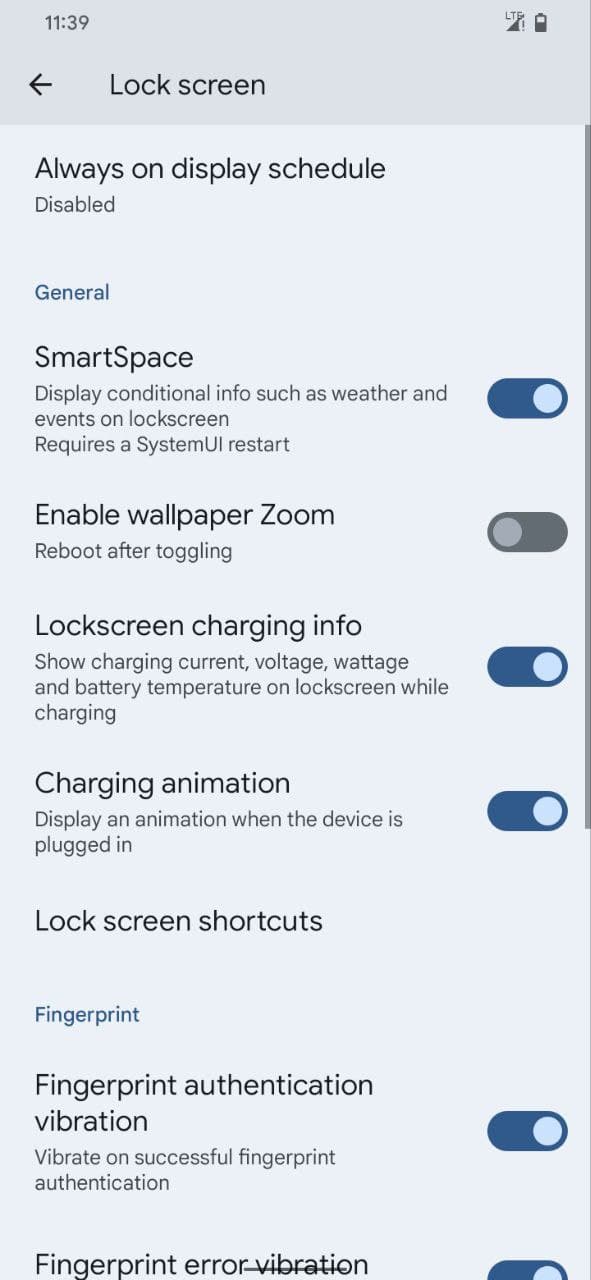 11:39
LTE
Lock screen
Always on display schedule
Disabled
General
SmartSpace
Display conditional info such as weather and
events on lockscreen
Requires a SystemUI restart
Enable wallpaper Zoom
Reboot after toggling
Lockscreen charging info
Show charging current, voltage, wattage
and battery temperature on lockscreen while
charging
Charging animation
Display an animation when the device is
plugged in
Lock screen shortcuts
Fingerprint
Fingerprint authentication
vibration
Vibrate on successful fingerprint
authentication
Fingerprint error vibration